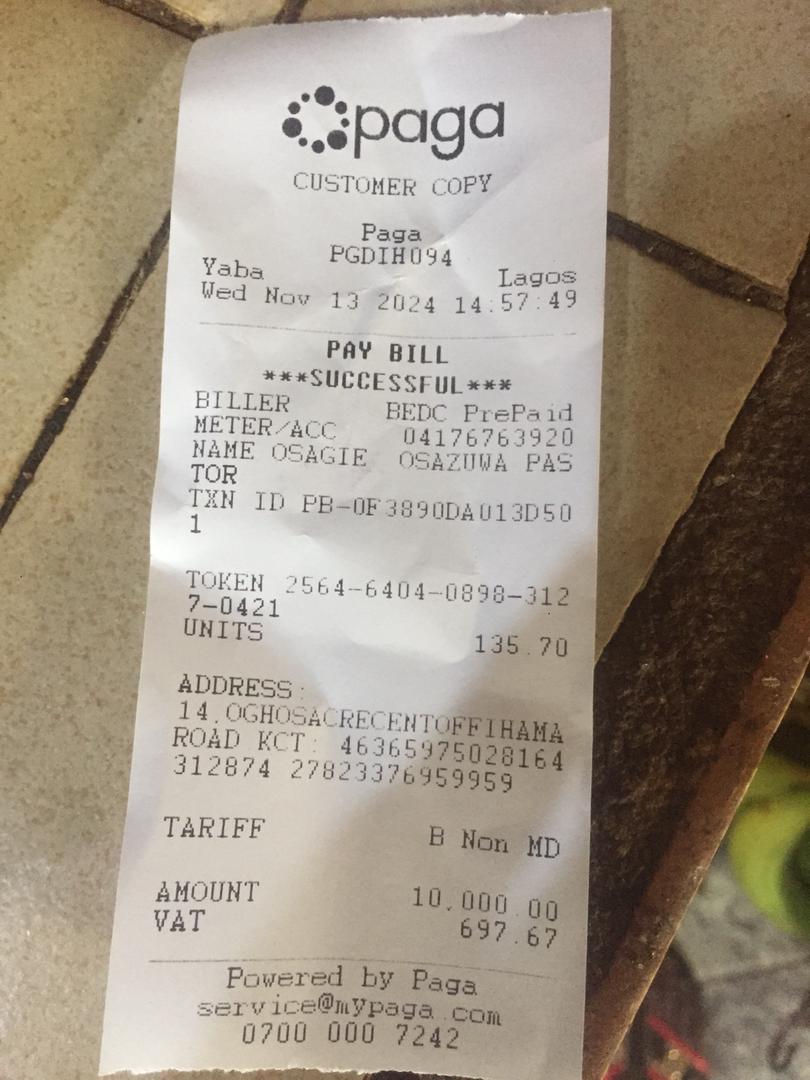 paga
CUSTOMER COPY
Paga
PGDIH094
Yaba Lagos
Wed Nov 13 2024 14:57:49
PAY BILL
***SUCCESSFUL***
BILLER BEDC PrePaid
METER/ACC 04176763920
NAME OSAGIE OSAZUWA PAS
TOR
TXN ID PB-0F3890DA013D50
1
TOKEN 2564-6404-0898-312
7-0421
UNITS 135.70
ADDRESS:
14.OGHOSACRECENTOFFIHAMA
ROAD KCT: 46365975028164
312874 27823376959959
TARIFF B Non MD
AMOUNT 10,000.00
VAT 697.67
Powered by Paga
service@mypaga.com
0700 000 7242